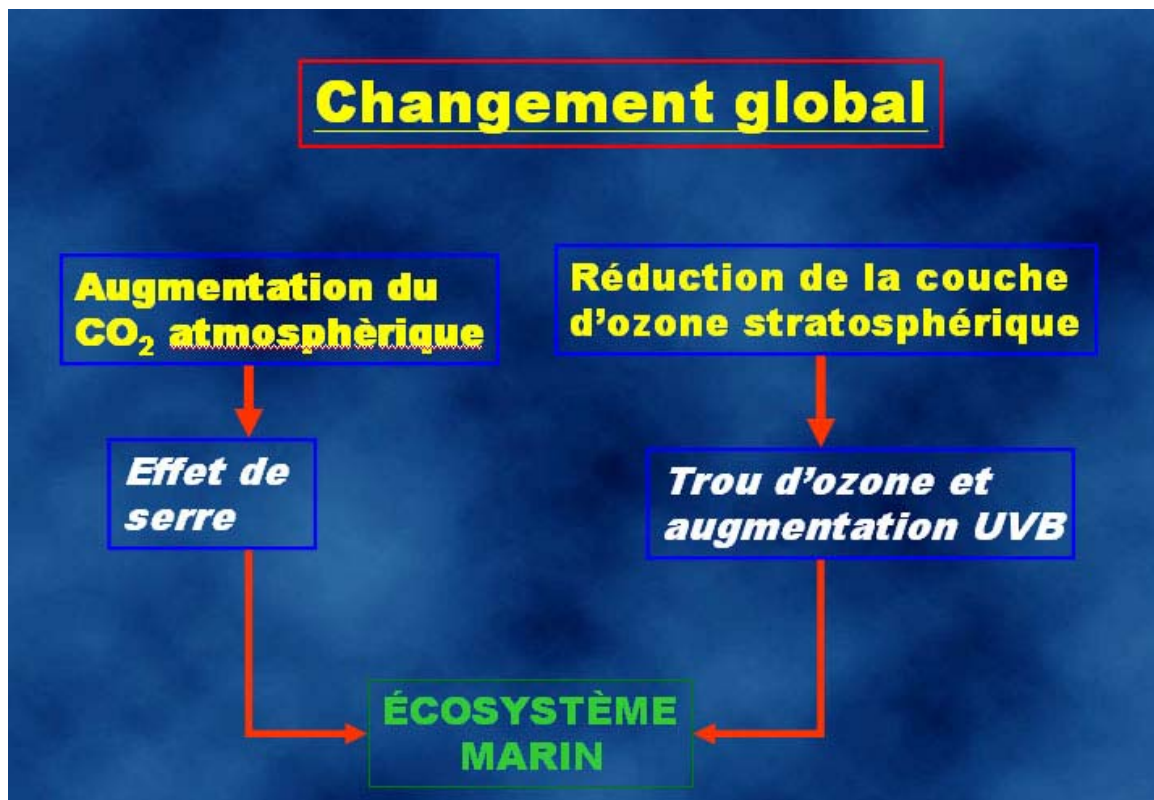 Changement global
Augmentation du
CO₂ atmosphèrique
Réduction de la couche
d'ozone stratosphérique
Effet de
serre
Trou d'ozone et
augmentation UVB
ÉCOSYSTÈME
MARIN